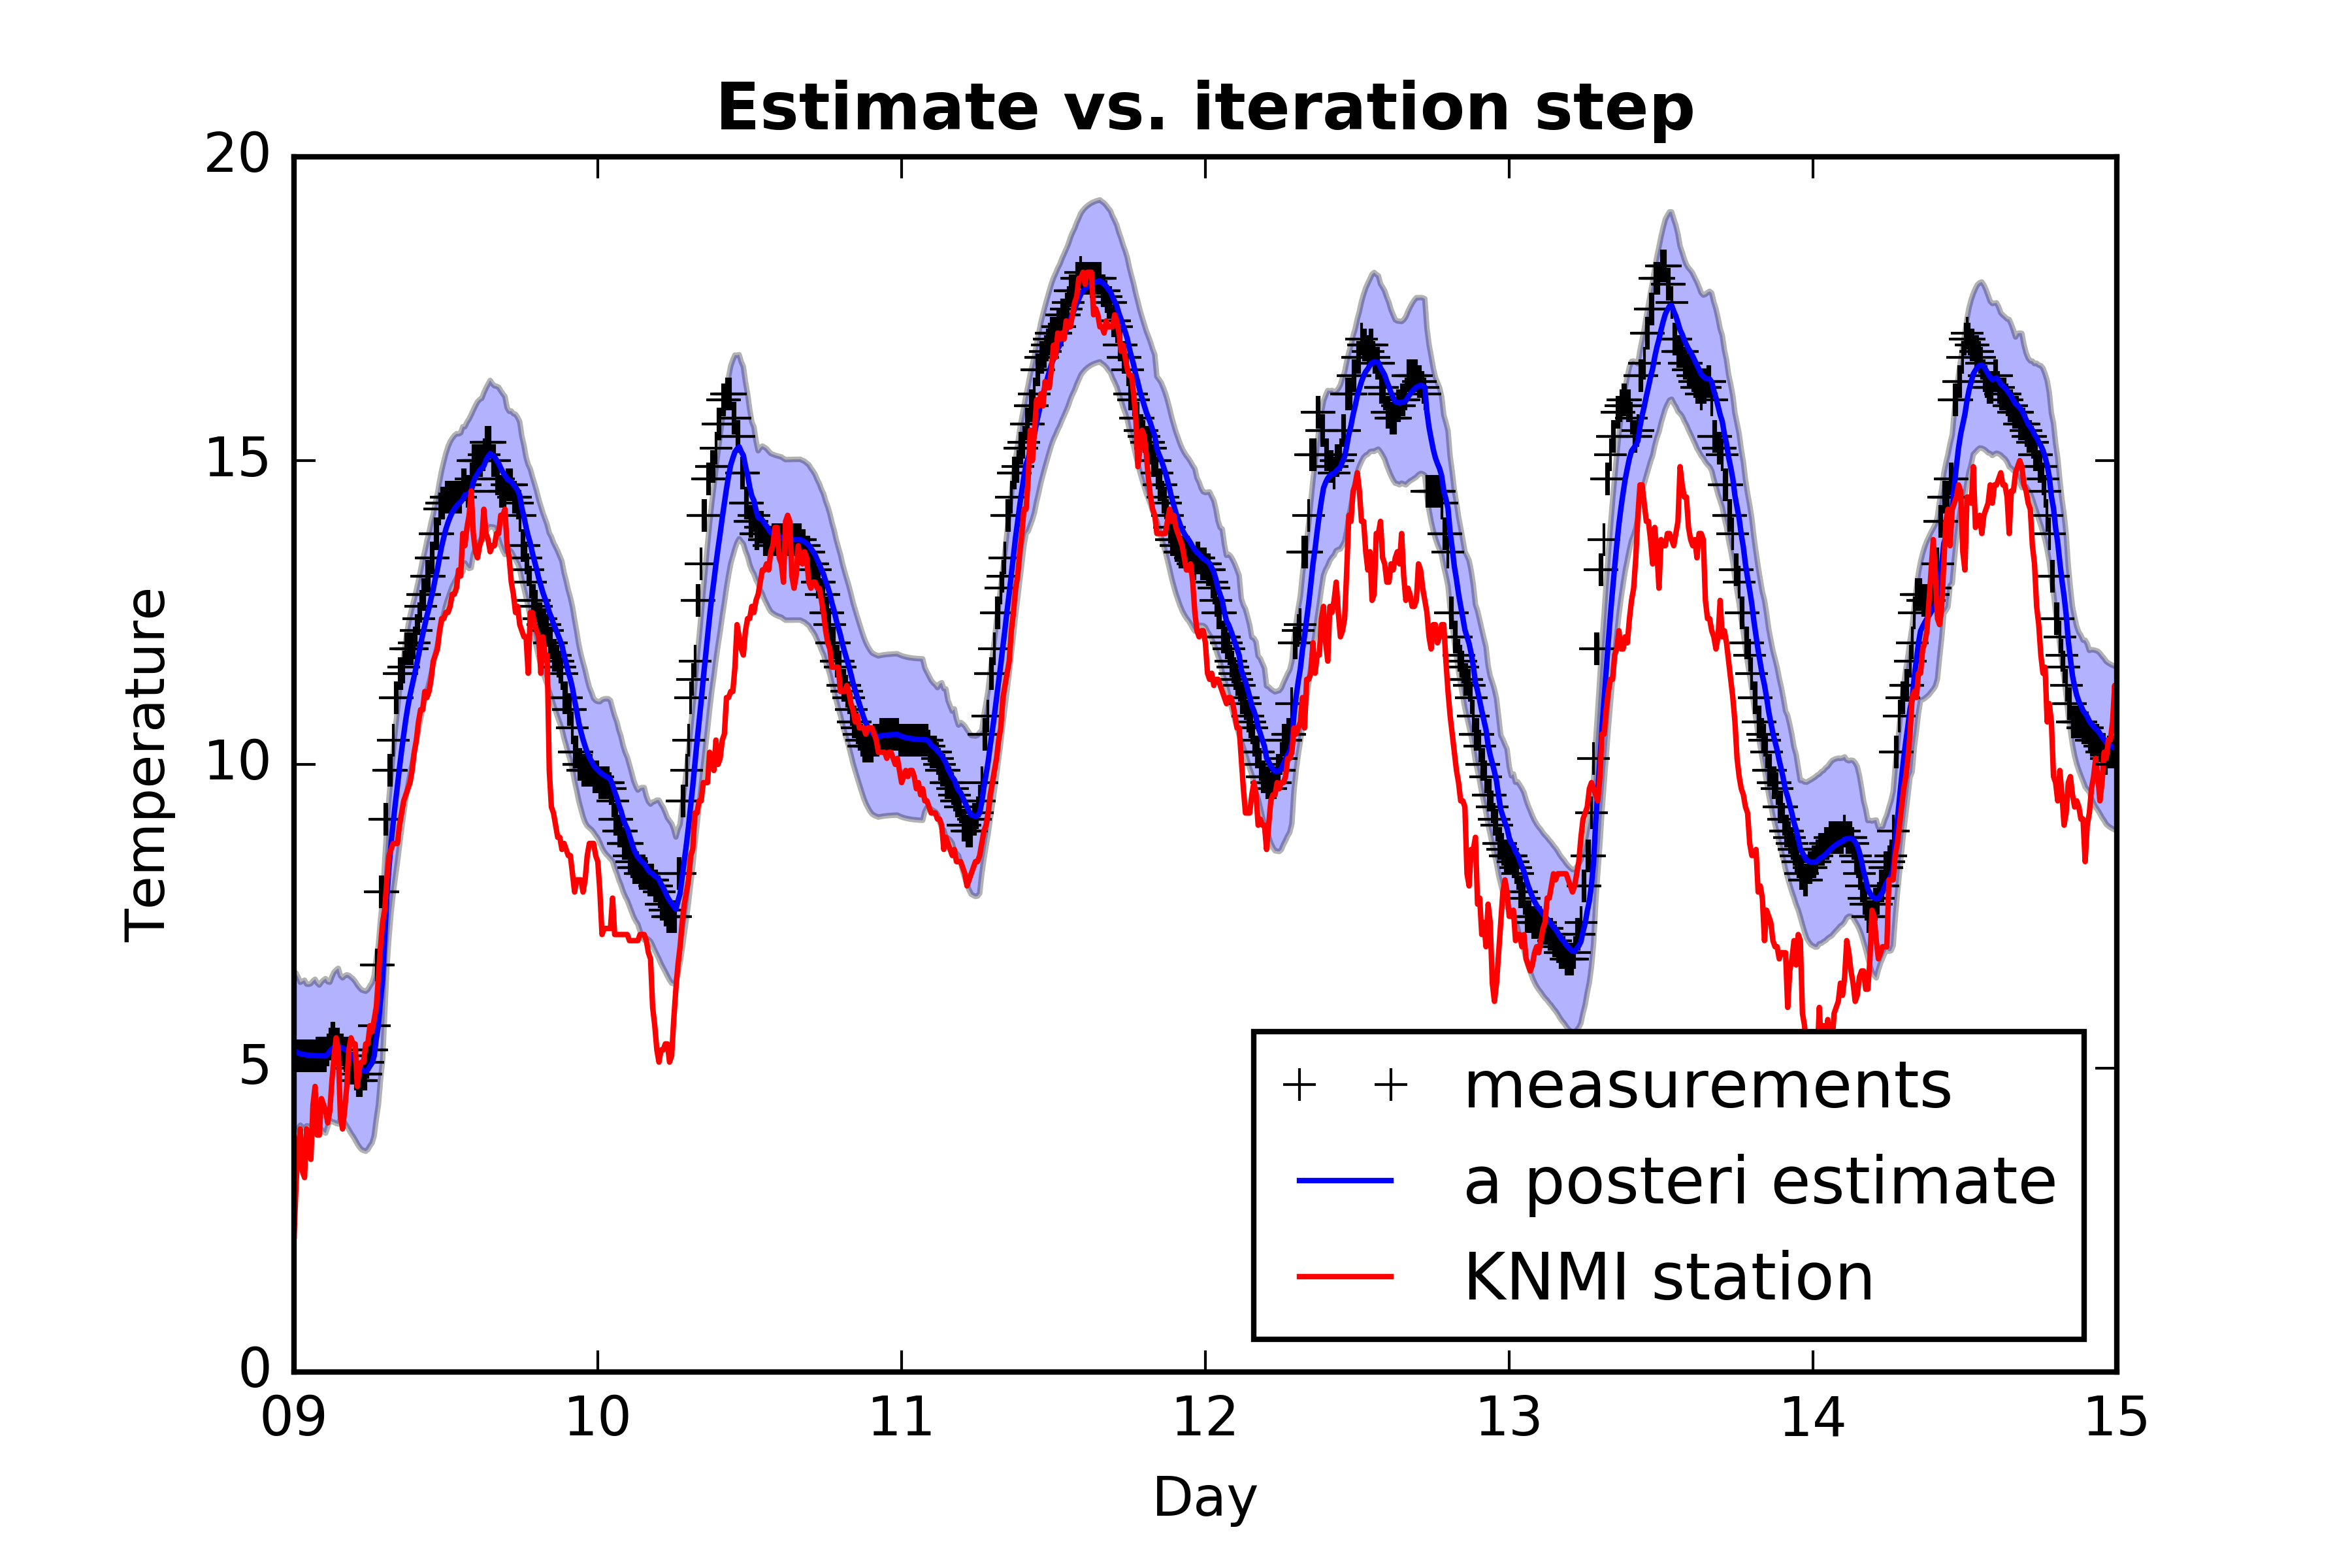 Estimate vs. iteration step
20
15
10
5
0
Temperature
09 10 11 12 13 14 15
Day
measurements
a posteri estimate
KNMI station